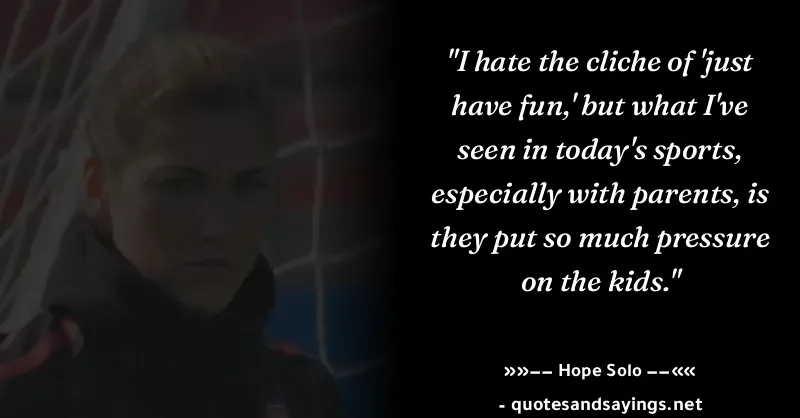 "I hate the cliche of 'just
have fun,' but what I've
seen in today's sports,
especially with parents, is
they put so much pressure
on the kids."
»»—— Hope Solo ——««
- quotesandsayings.net